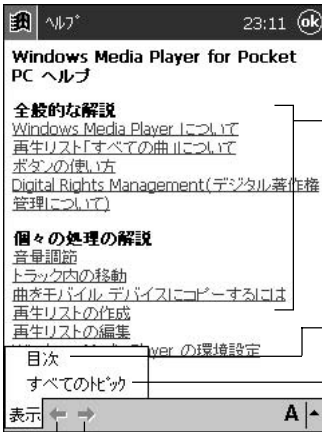 ヘルプ 23:11 ok
Windows Media Player for Pocket
PC ヘルプ
全般的な解説
Windows Media Player について
再生リスト「すべての曲」について
ボタンの使い方
Digital Rights Management(デジタル著作権
管理について)
個々の処理の解説
音量調節
トラック内の移動
曲をモバイル デバイスにコピーするには
再生リストの作成
再生リストの編集
yer の環境設定
目次
すべてのトピック
表示 A